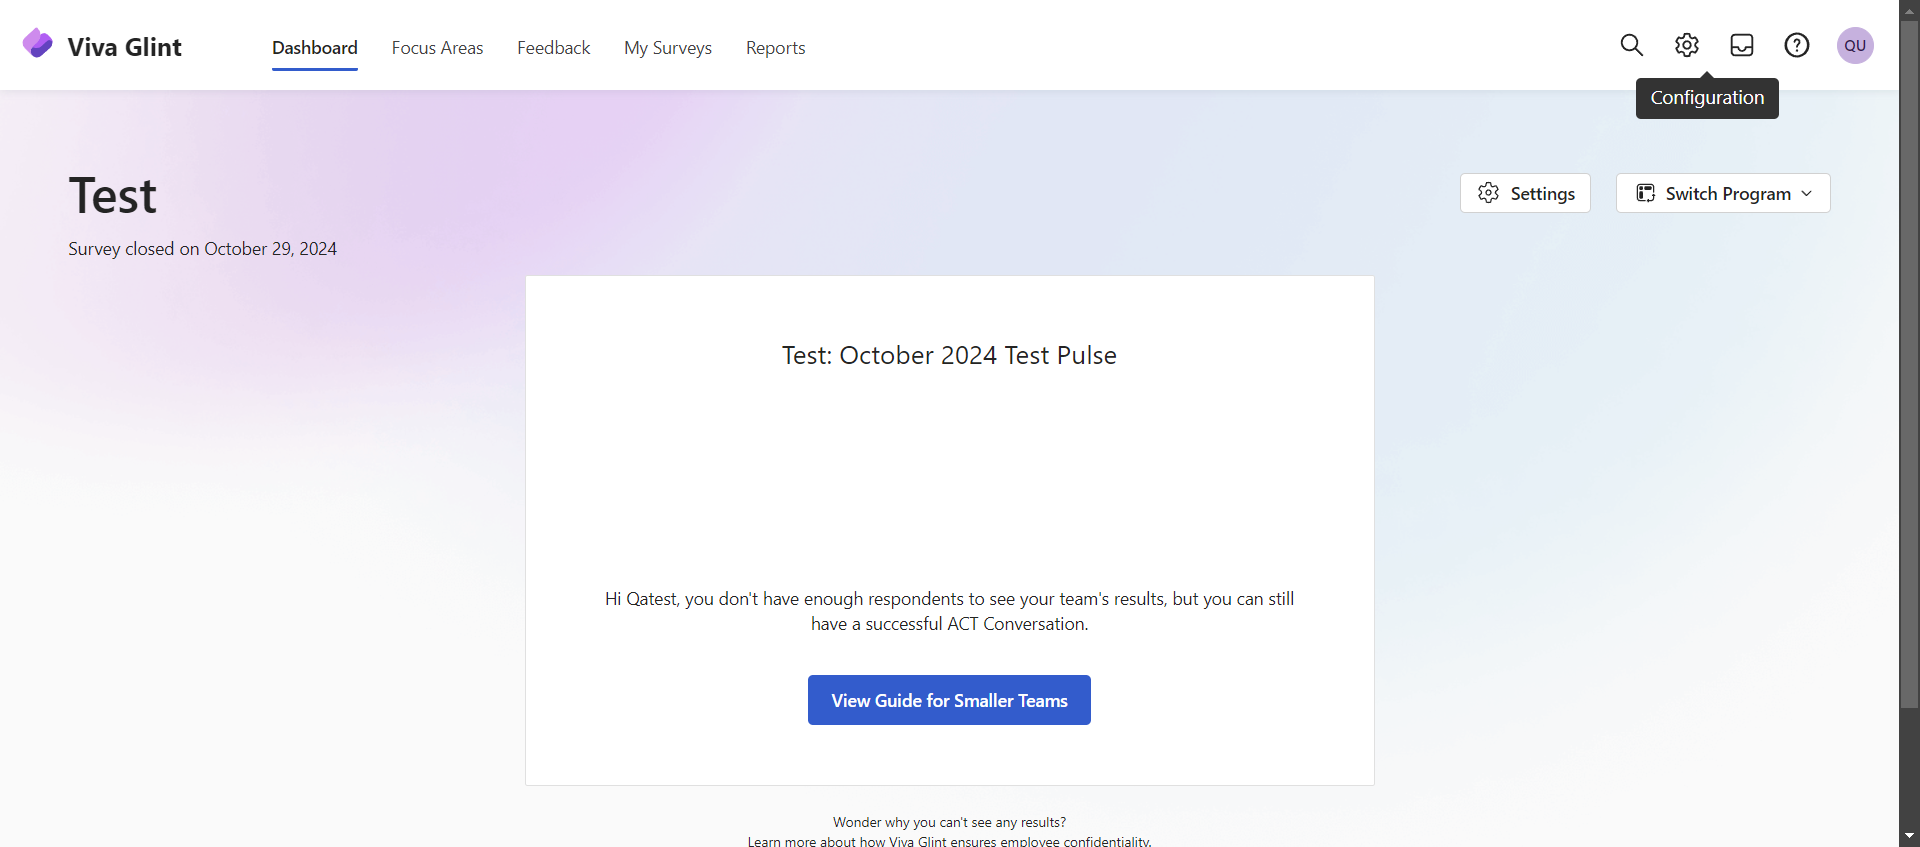 Viva Glint
Dashboard
Focus Areas
Feedback
My Surveys
Reports
QU
Configuration
Test
Settings
Switch Program
Survey closed on October 29, 2024
Test: October 2024 Test Pulse
Hi Qatest, you don't have enough respondents to see your team's results, but you can still
have a successful ACT Conversation.
View Guide for Smaller Teams
Wonder why you can't see any results?
Learn more about how Viva Glint ensures employee confidentiality.